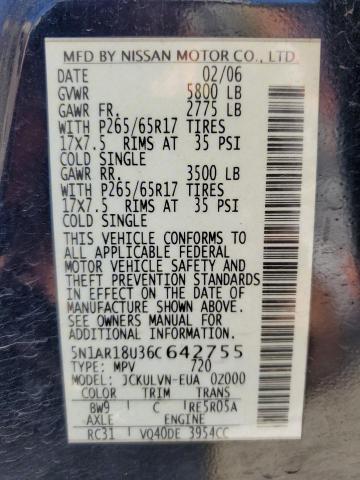 MFD BY NISSAN MOTOR CO., LTD.
DATE 02/06
GVWR 5800 LB
GAWR FR. 2775 LB
WITH P265/65R17 TIRES
17X7.5 RIMS AT 35 PSI
COLD SINGLE
GAWR RR. 3500 LB
WITH P265/65R17 TIRES
17X7.5 RIMS AT 35 PSI
COLD SINGLE
THIS VEHICLE CONFORMS TO
ALL APPLICABLE FEDERAL
MOTOR VEHICLE SAFETY AND
THEFT PREVENTION STANDARDS
IN EFFECT ON THE DATE OF
MANUFACTURE SHOWN ABOVE.
SEE OWNERS MANUAL FOR
ADDITIONAL INFORMATION.
5N1AR18U36C642755
TYPE: MPV 720
MODEL: JCKULVN-EUA 0Z000
COLOR TRIM TRANS
BW9 C RE5R05A
AXLE ENGINE
RC31 VQ40DE 3954CC